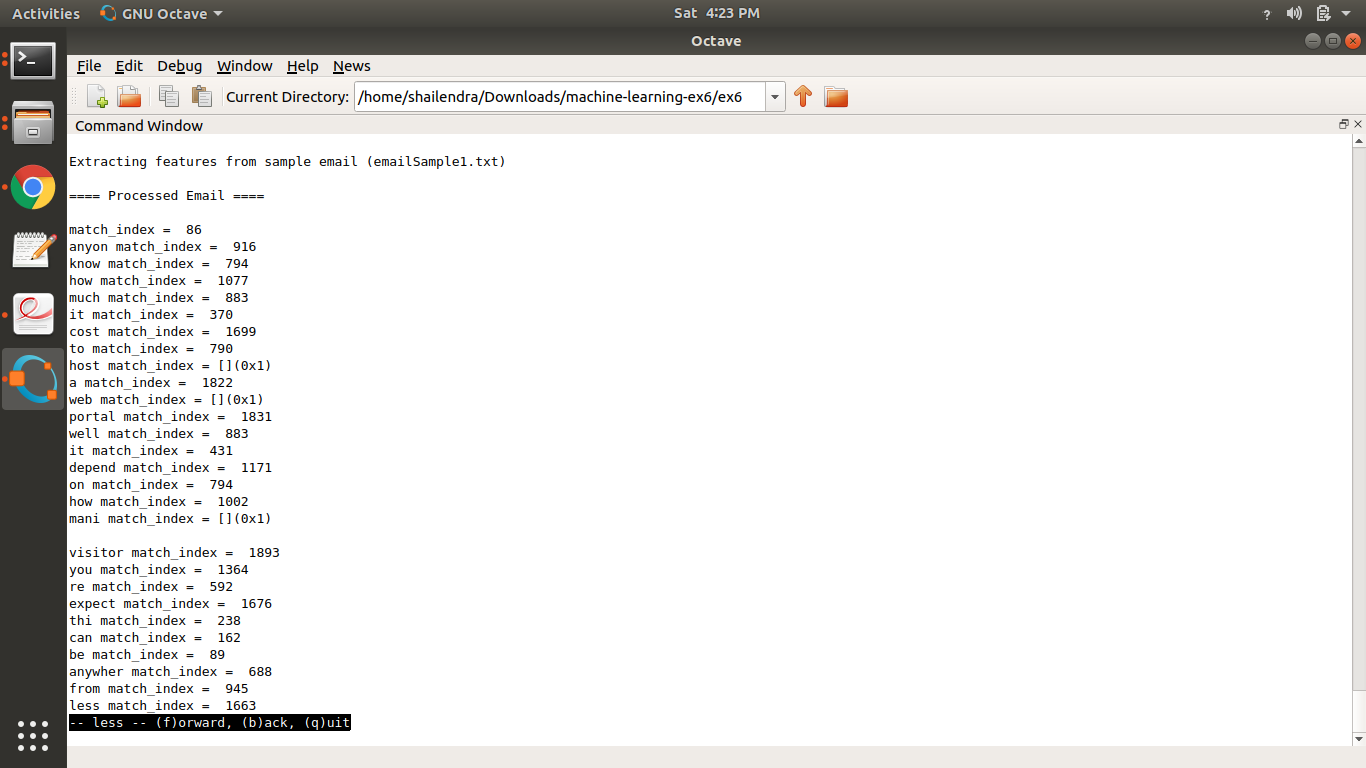 Activities GNU Octave Sat 4:23 PM ?
Octave
File Edit Debug Window Help News
Current Directory: /home/shailendra/Downloads/machine-learning-ex6/ex6
Command Window
Extracting features from sample email (emailSample1.txt)
==== Processed Email ====
match_index =  86
anyon match_index =  916
know match_index =  794
how match_index =  1077
much match_index =  883
it match_index =  370
cost match_index =  1699
to match_index =  790
host match_index = [](0x1)
a match_index =  1822
web match_index = [](0x1)
portal match_index =  1831
well match_index =  883
it match_index =  431
depend match_index =  1171
on match_index =  794
how match_index =  1002
mani match_index = [](0x1)
visitor match_index =  1893
you match_index =  1364
re match_index =  592
expect match_index =  1676
thi match_index =  238
can match_index =  162
be match_index =  89
anywher match_index =  688
from match_index =  945
less match_index =  1663
-- less -- (f)orward, (b)ack, (q)uit